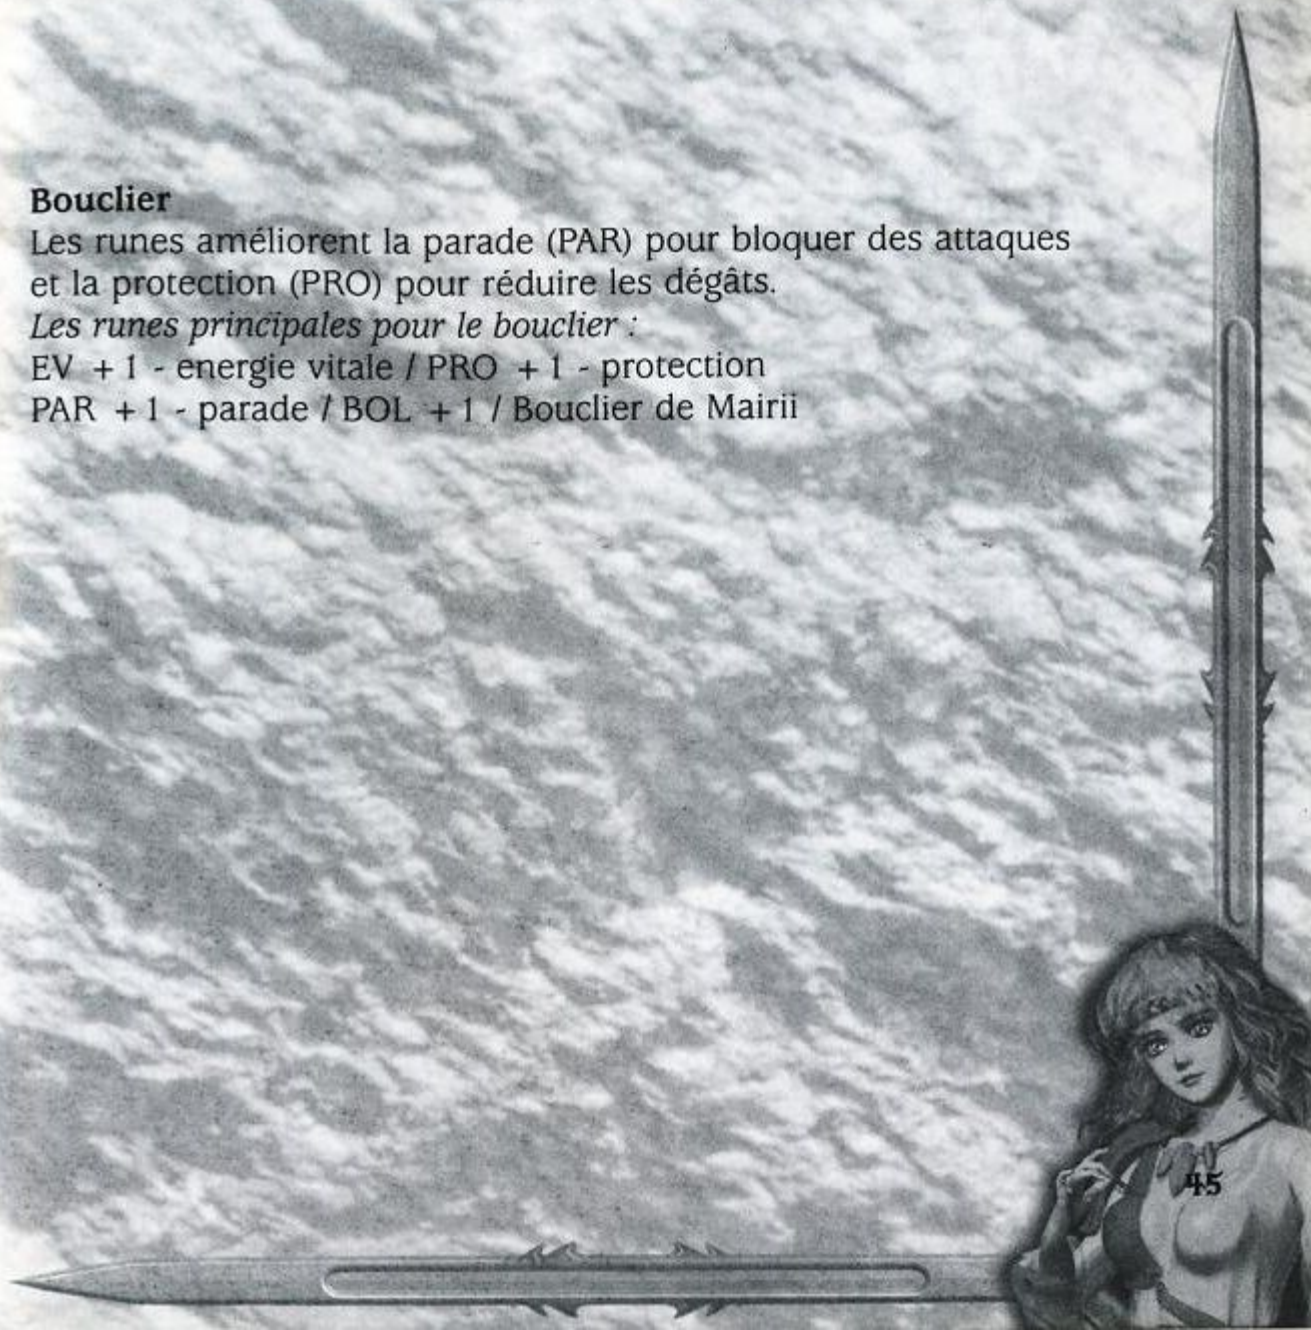 Bouclier
Les runes améliorent la parade (PAR) pour bloquer des attaques
et la protection (PRO) pour réduire les dégâts.
Les runes principales pour le bouclier :
EV + 1 - energie vitale / PRO + 1 - protection
PAR + 1 - parade / BOL + 1 / Bouclier de Mairii
45